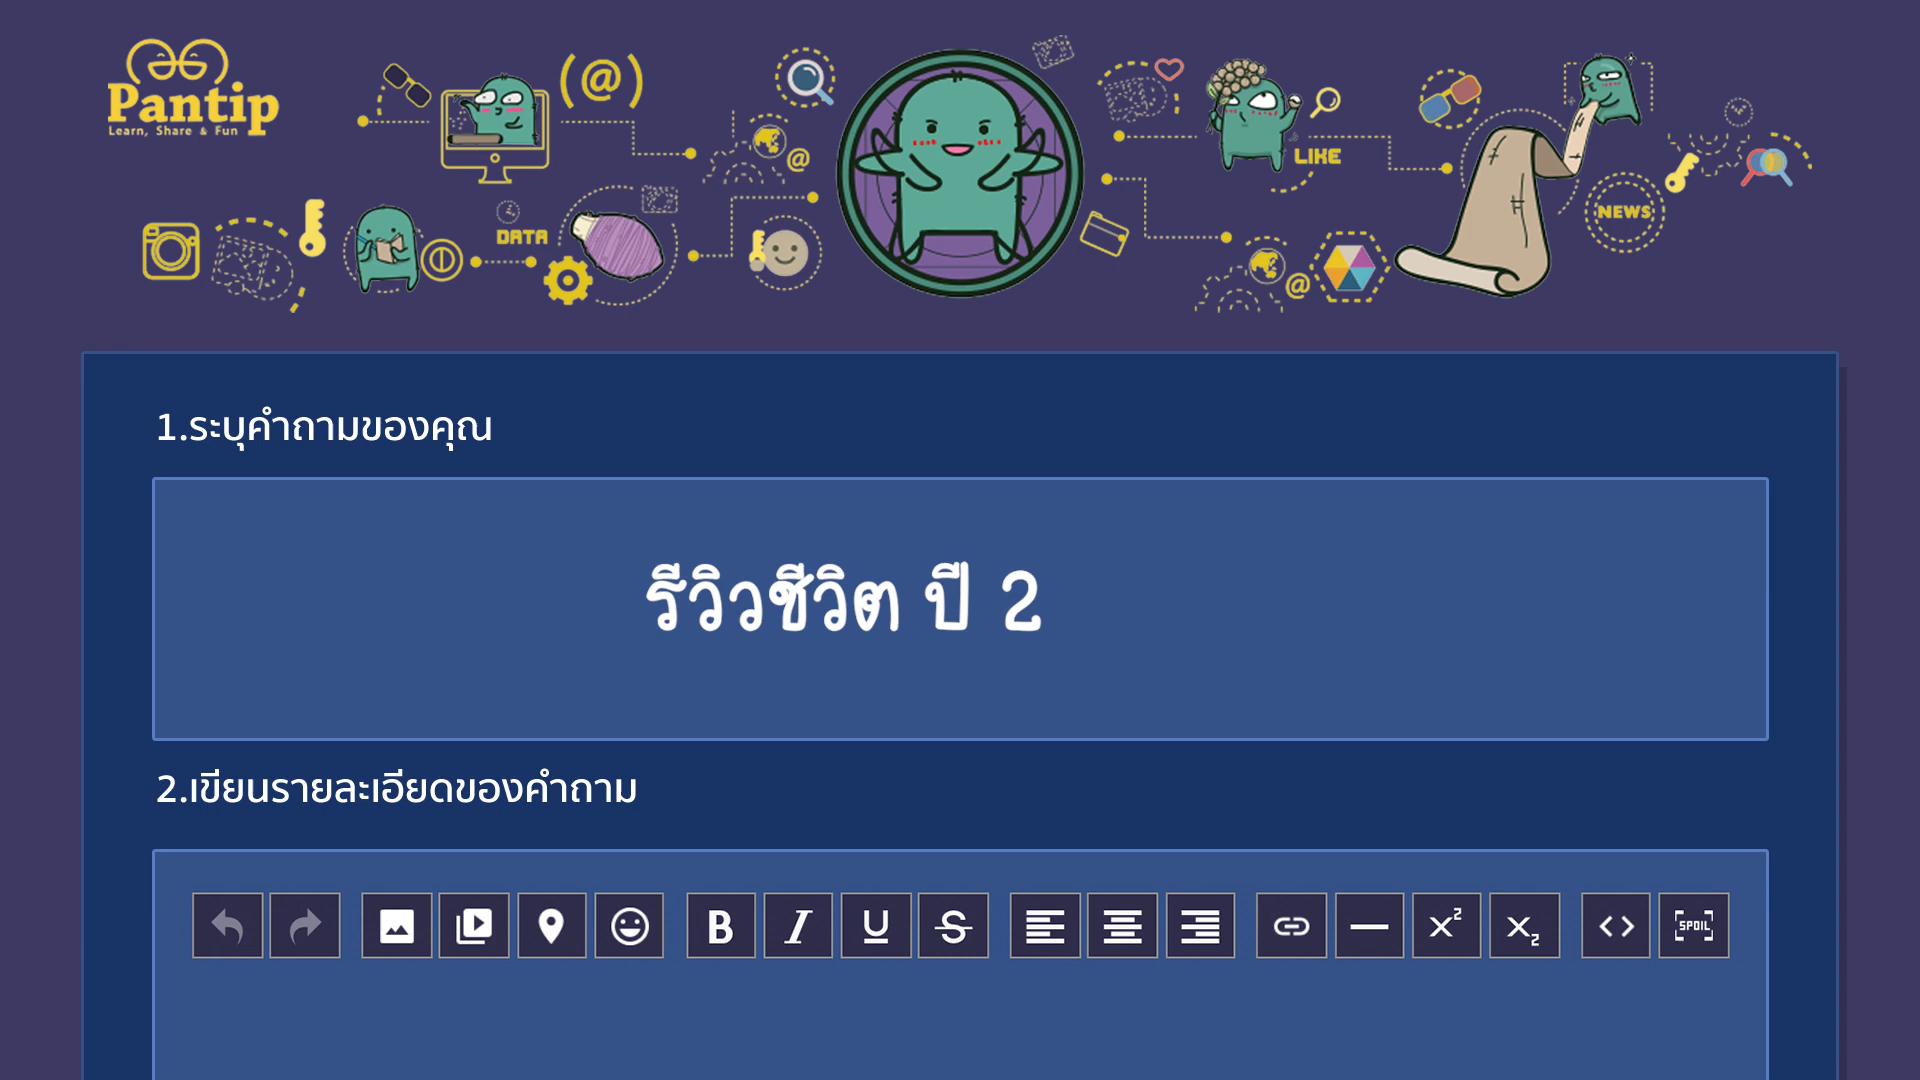 Pantip
Learn, Share & Fun
(@)
@
LIKE
DATA
NEWS
@
1.ระบุคำถามของคุณ
รีวิวชีวิต ปี 2
2.เขียนรายละเอียดของคำถาม
B I U S X² X₂ <> SPOIL